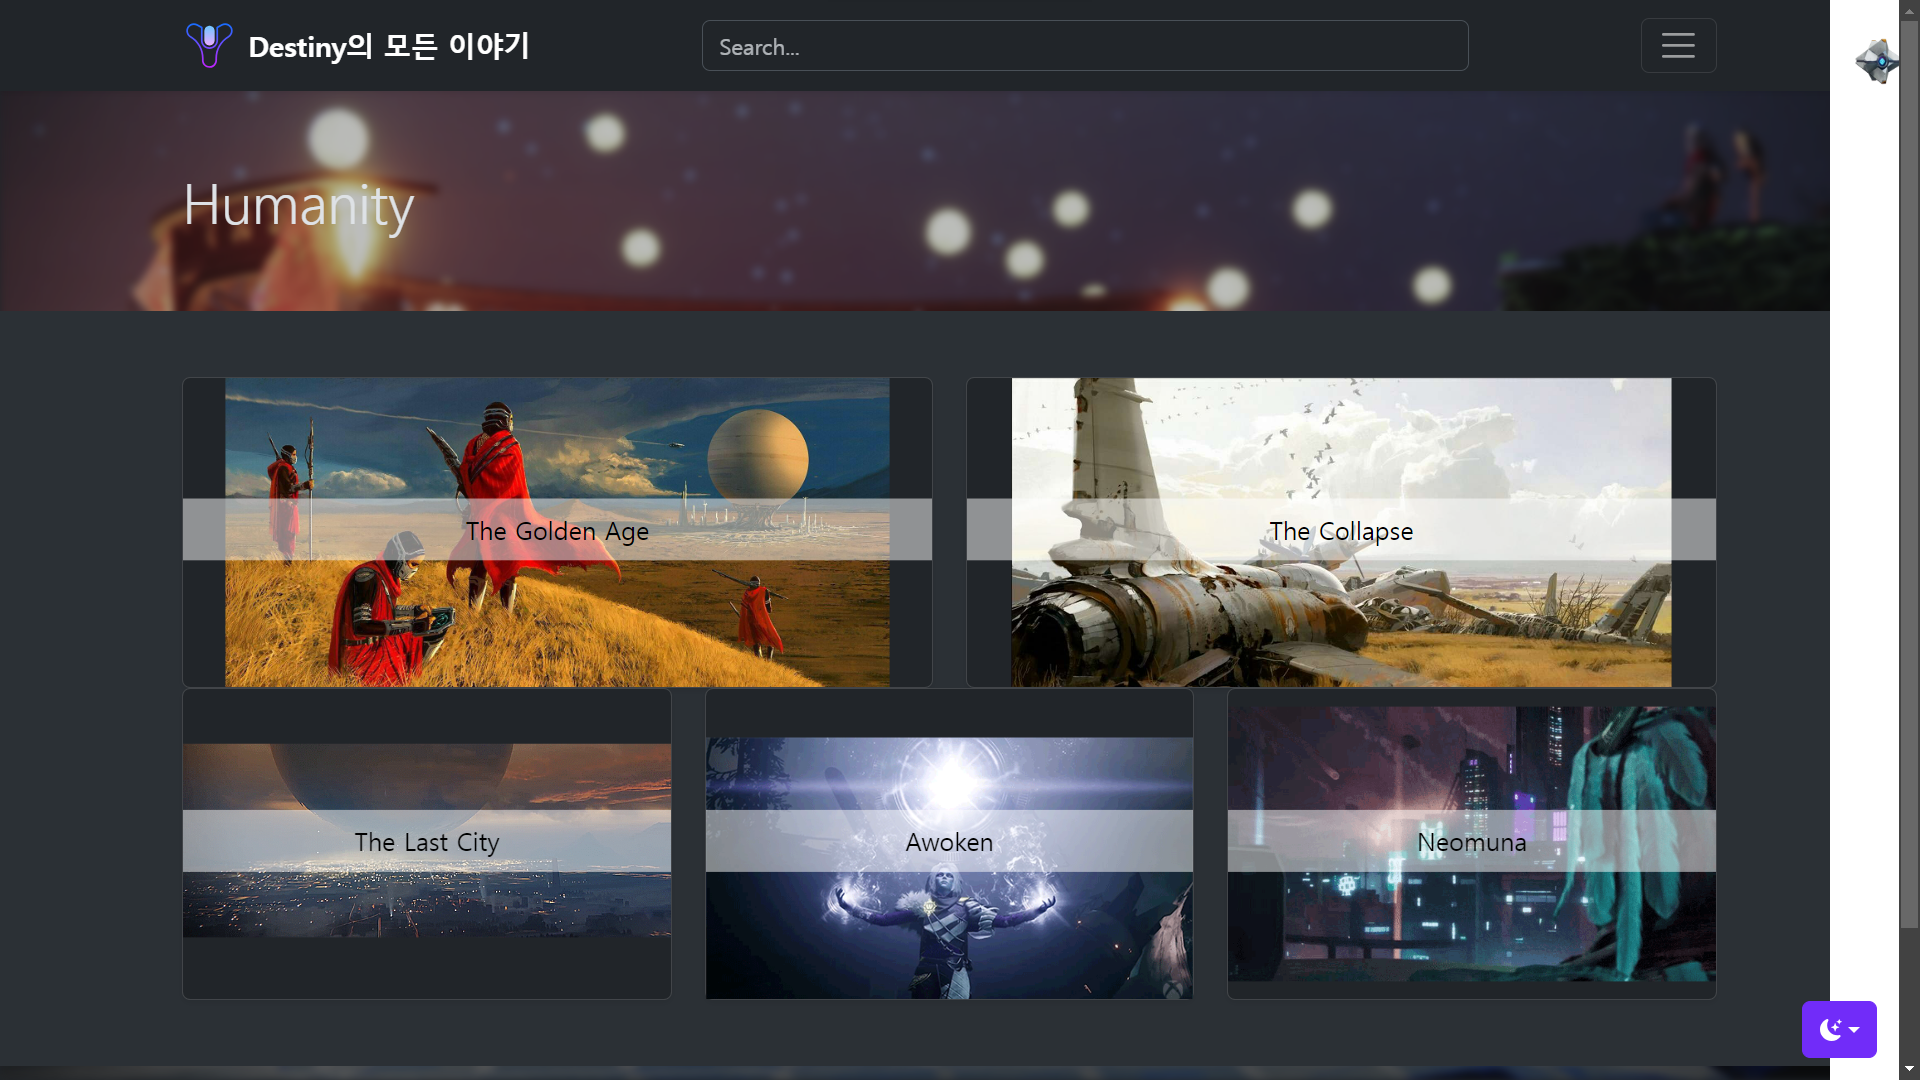 Destiny의 모든 이야기
Search...
Humanity
The Golden Age
The Collapse
The Last City
Awoken
Neomuna